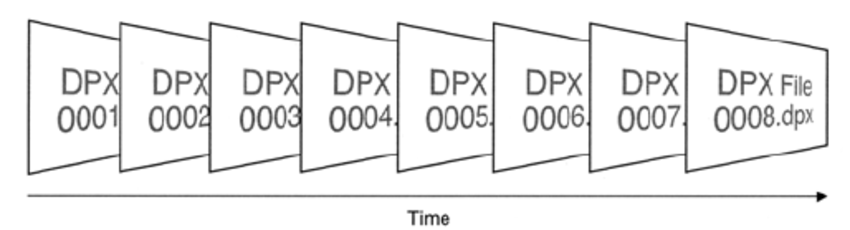 DPX
0001
DPX
0002
DPX
0003
DPX
0004.
DPX
0005.
DPX
0006.
DPX
0007.
DPX File
0008.dpx
Time